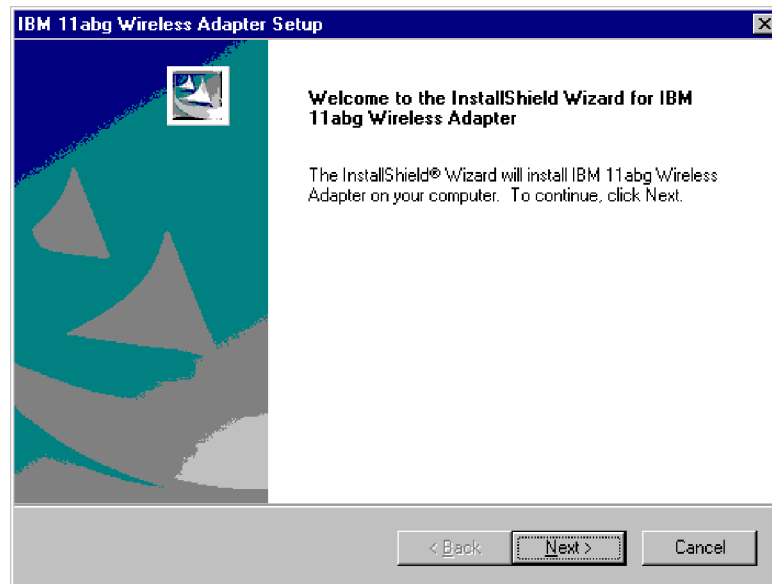 IBM 11abg Wireless Adapter Setup
Welcome to the InstallShield Wizard for IBM
11abg Wireless Adapter
The InstallShield® Wizard will install IBM 11abg Wireless
Adapter on your computer. To continue, click Next.
< Back Next > Cancel